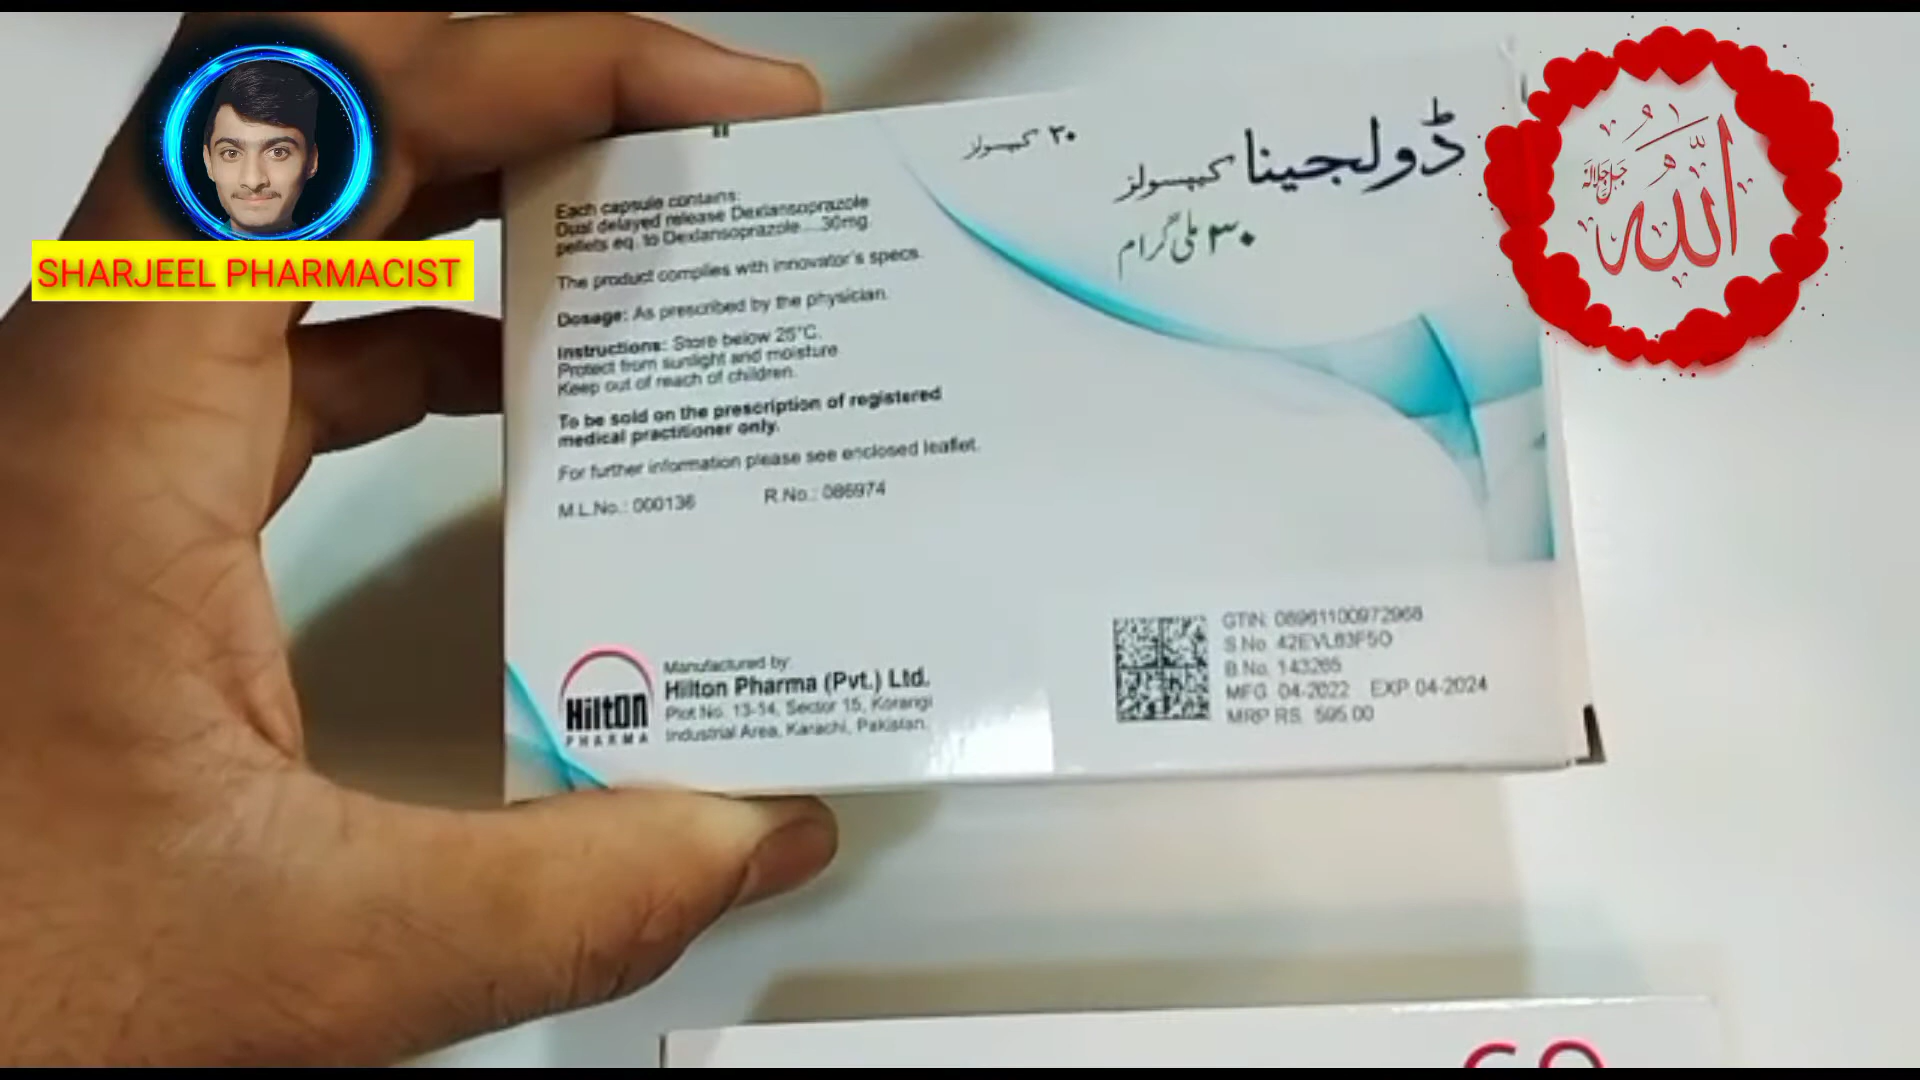 SHARJEEL PHARMACIST
Each capsule contains:
Dual delayed release Dexlansoprazole
pellets eq. to Dexlansoprazole....30mg.
The product complies with innovator's specs.
Dosage: As prescribed by the physician.
Instructions: Store below 25°C.
Protect from sunlight and moisture
Keep out of reach of children.
To be sold on the prescription of registered
medical practitioner only.
For further information please see enclosed leaflet.
M.L.No.: 000136 R.No.: 086974
۳۰ کیپسولز
ڈولجینا کیپسولز
۳۰ ملی گرام
الله جل جلاله
HiltON
PHARMA
Manufactured by:
Hilton Pharma (Pvt.) Ltd.
Plot No. 13-14, Sector 15, Korangi
Industrial Area, Karachi, Pakistan.
GTIN: 08961100972968
S.No. 42EVL83F5O
B.No. 143265
MFG. 04-2022 EXP 04-2024
MRP RS. 595.00